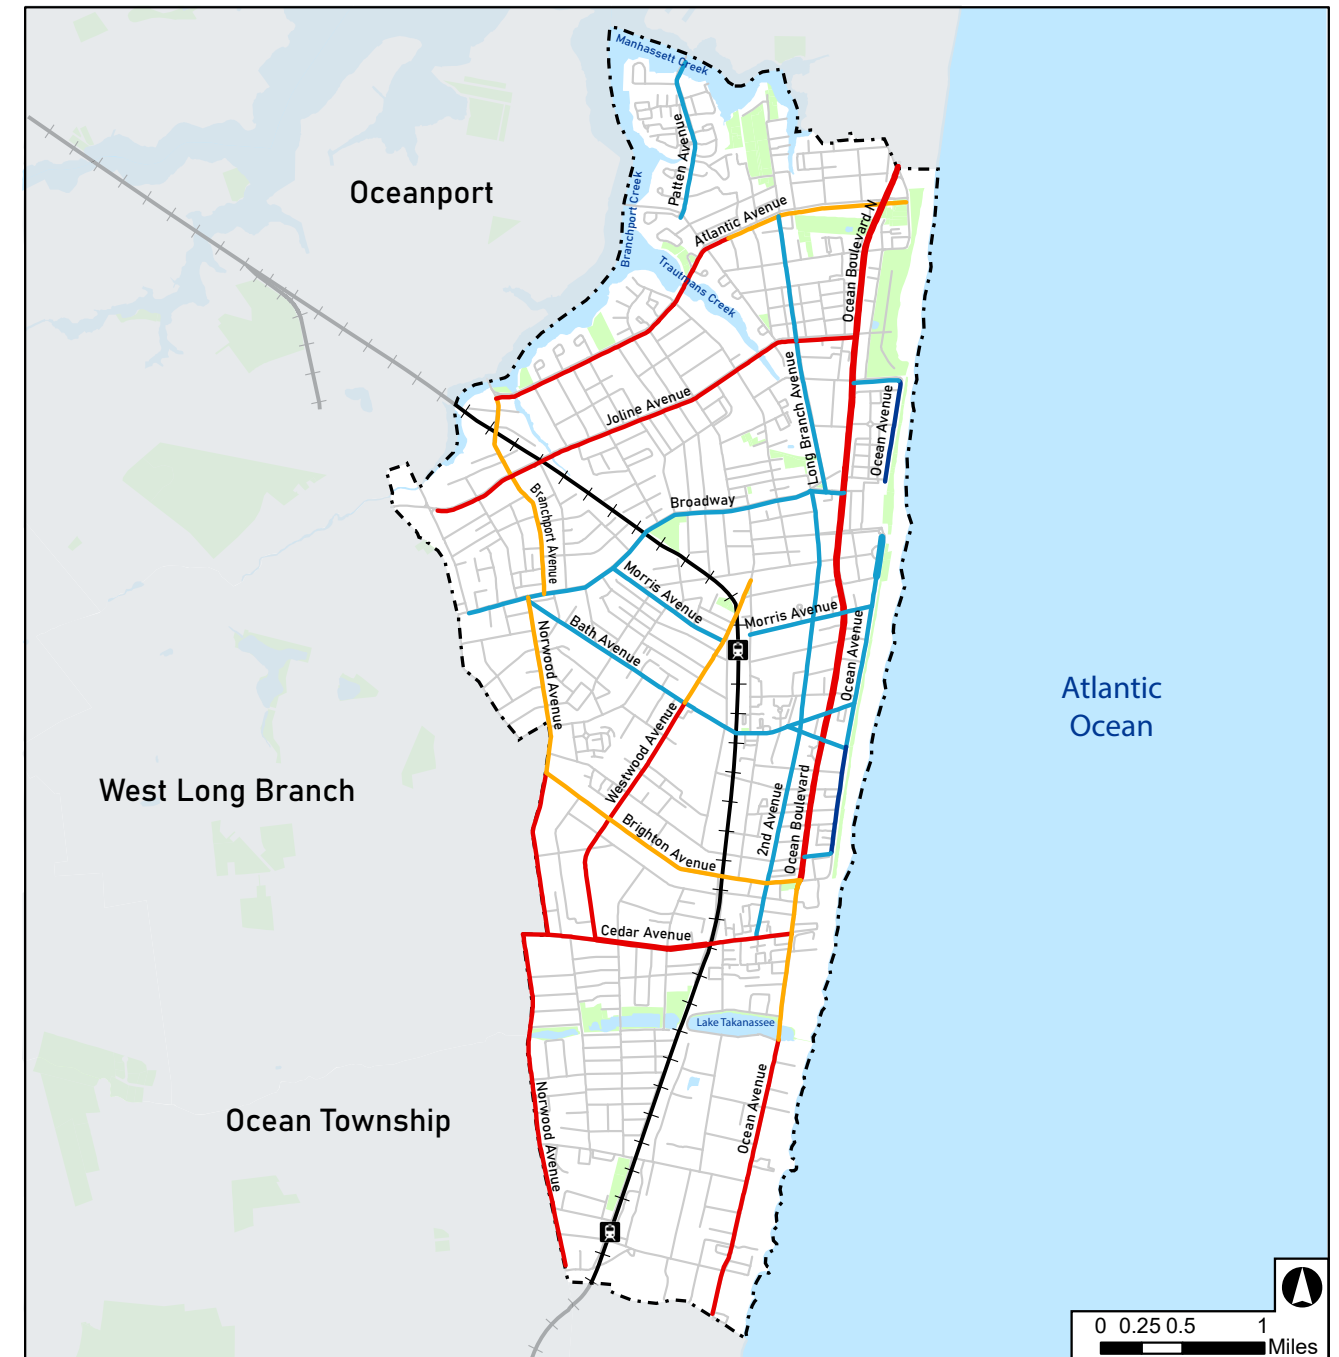 Manhassett Creek
Patten Avenue
Oceanport
Branchport Creek
Atlantic Avenue
Ocean Boulevard N
Trautmans Creek
Joline Avenue
Long Branch Avenue
Ocean Avenue
Broadway
Branchport Avenue
Morris Avenue
Morris Avenue
Bath Avenue
Norwood Avenue
Ocean Avenue
Atlantic
Ocean
Westwood Avenue
West Long Branch
2nd Avenue
Ocean Boulevard
Brighton Avenue
Cedar Avenue
Lake Takanassee
Ocean Township
Norwood Avenue
Ocean Avenue
0 0.25 0.5 1
Miles